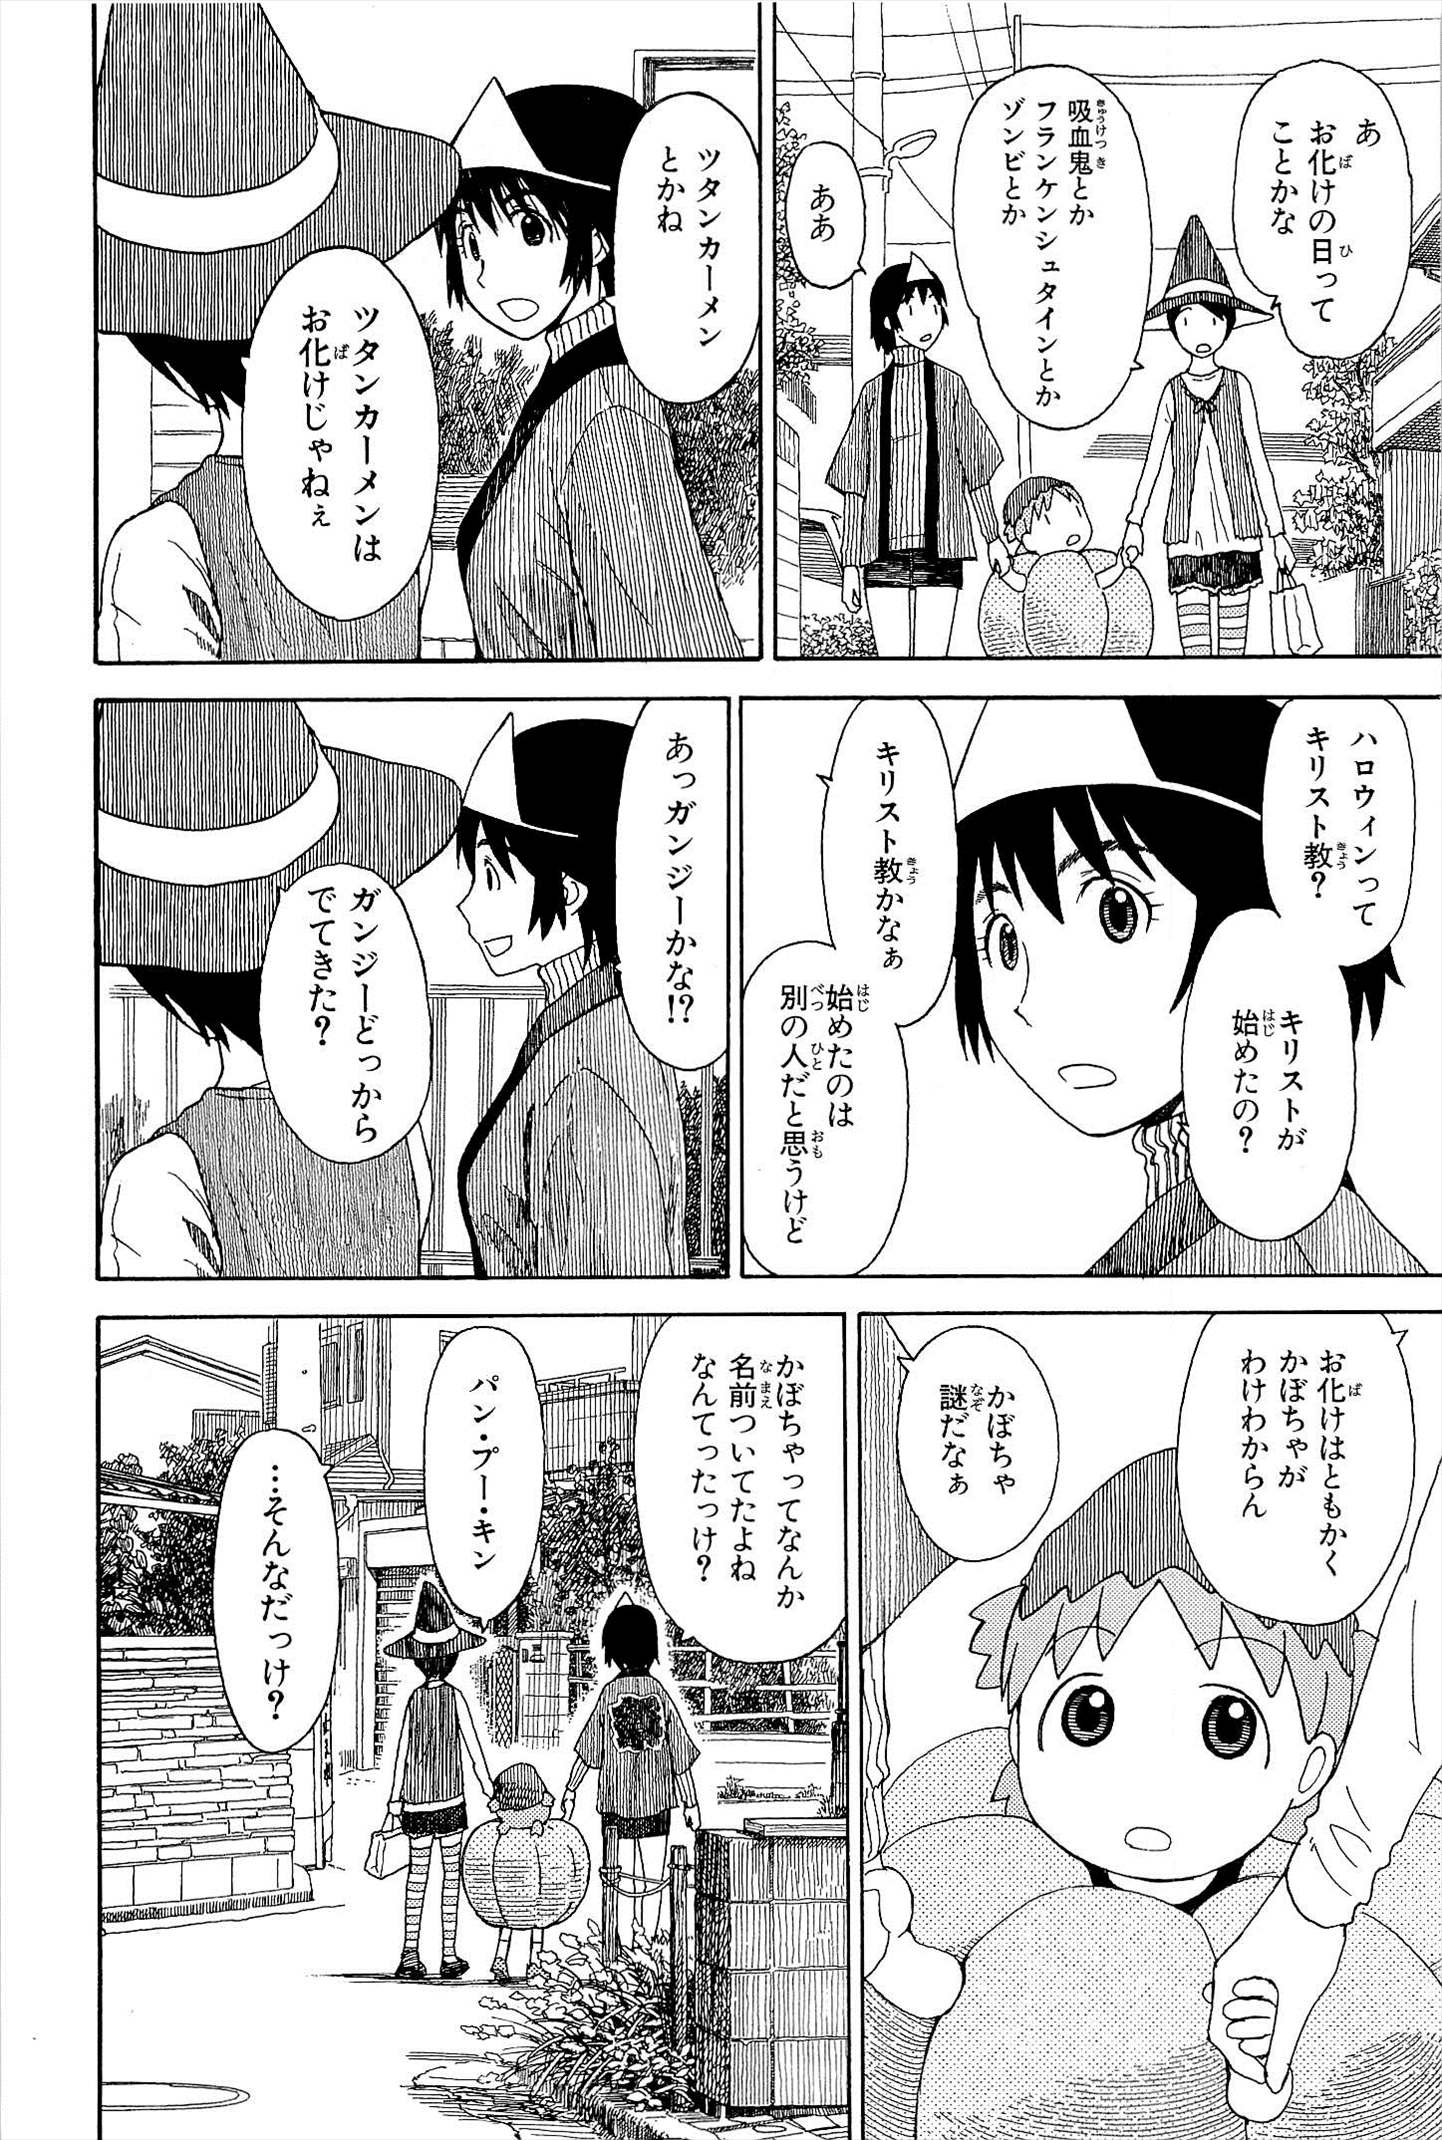 あ
お化けの日って
ことかな
吸血鬼とか
フランケンシュタインとか
ゾンビとか
ああ
ツタンカーメン
とかね
ツタンカーメンは
お化けじゃねぇ
ハロウィンって
キリスト教?
キリストが
始めたの?
キリスト教かなぁ
始めたのは
別の人だと思うけど
あっガンジーかな!?
ガンジーどっから
でてきた?
お化けはともかく
かぼちゃが
わけわからん
かぼちゃ
謎だなぁ
かぼちゃってなんか
名前ついてたよね
なんてったっけ?
パン・プー・キン
…そんなだっけ?